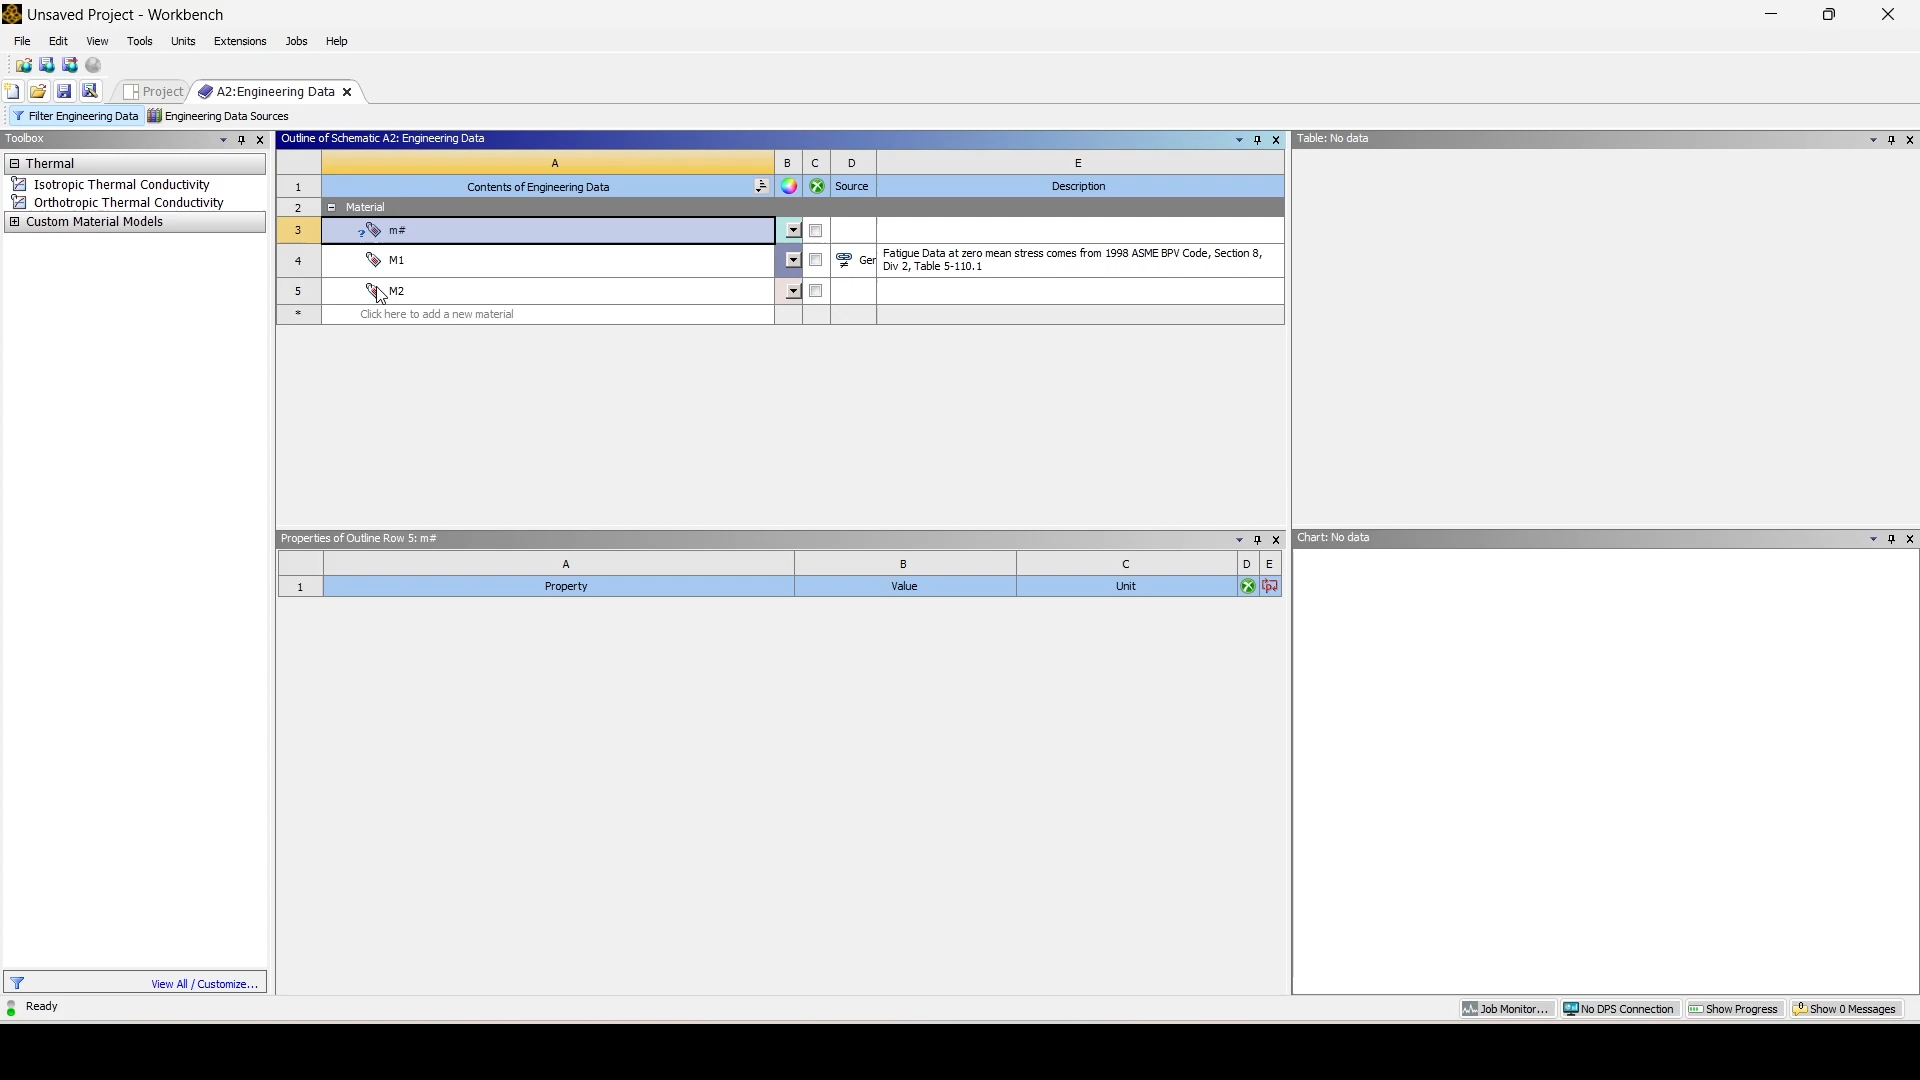 Unsaved Project - Workbench
File Edit View Tools Units Extensions Jobs Help
Project A2:Engineering Data
Filter Engineering Data Engineering Data Sources
Toolbox
Thermal
Isotropic Thermal Conductivity
Orthotropic Thermal Conductivity
Custom Material Models
View All / Customize...
Outline of Schematic A2: Engineering Data
A B C D E
1 Contents of Engineering Data Source Description
2 Material
3 ? m#
4 M1 Ger Fatigue Data at zero mean stress comes from 1998 ASME BPV Code, Section 8,
Div 2, Table 5-110.1
5 M2
* Click here to add a new material
Properties of Outline Row 5: m#
A B C D E
1 Property Value Unit
Table: No data
Chart: No data
Ready
Job Monitor... No DPS Connection Show Progress Show 0 Messages